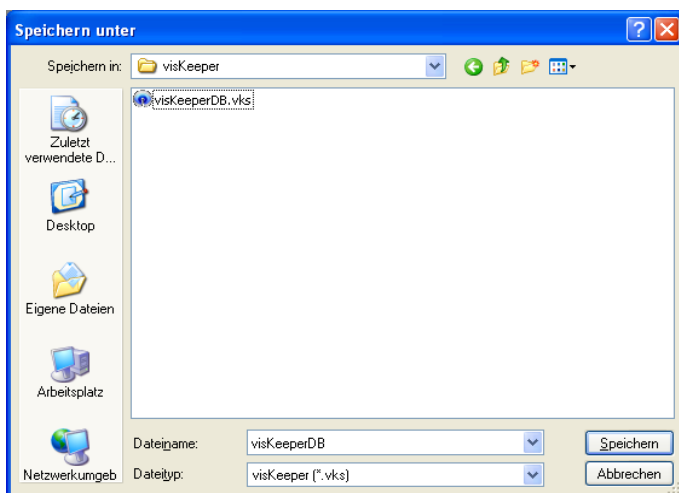 Speichern unter
Speichern in: visKeeper
visKeeperDB.vks
Zuletzt
verwendete D...
Desktop
Eigene Dateien
Arbeitsplatz
Netzwerkumgeb
Dateiname: visKeeperDB Speichern
Dateityp: visKeeper (*.vks) Abbrechen